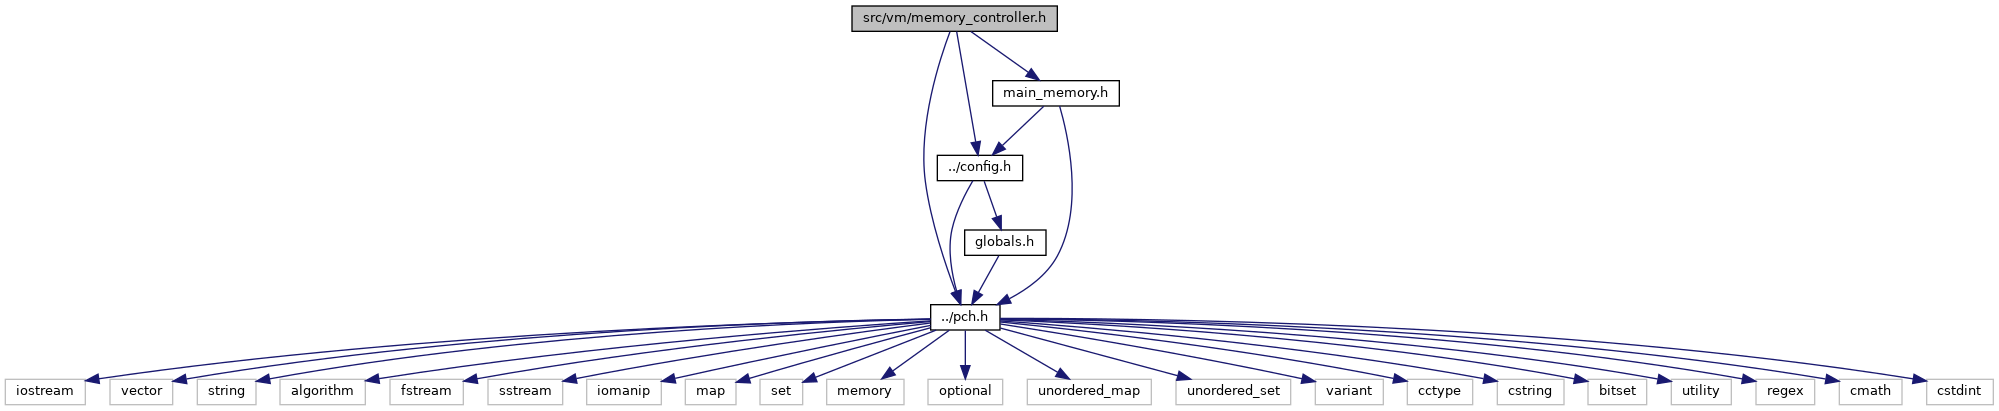 src/vm/memory_controller.h
main_memory.h
../config.h
globals.h
../pch.h
iostream
vector
string
algorithm
fstream
sstream
iomanip
map
set
memory
optional
unordered_map
unordered_set
variant
cctype
cstring
bitset
utility
regex
cmath
cstdint